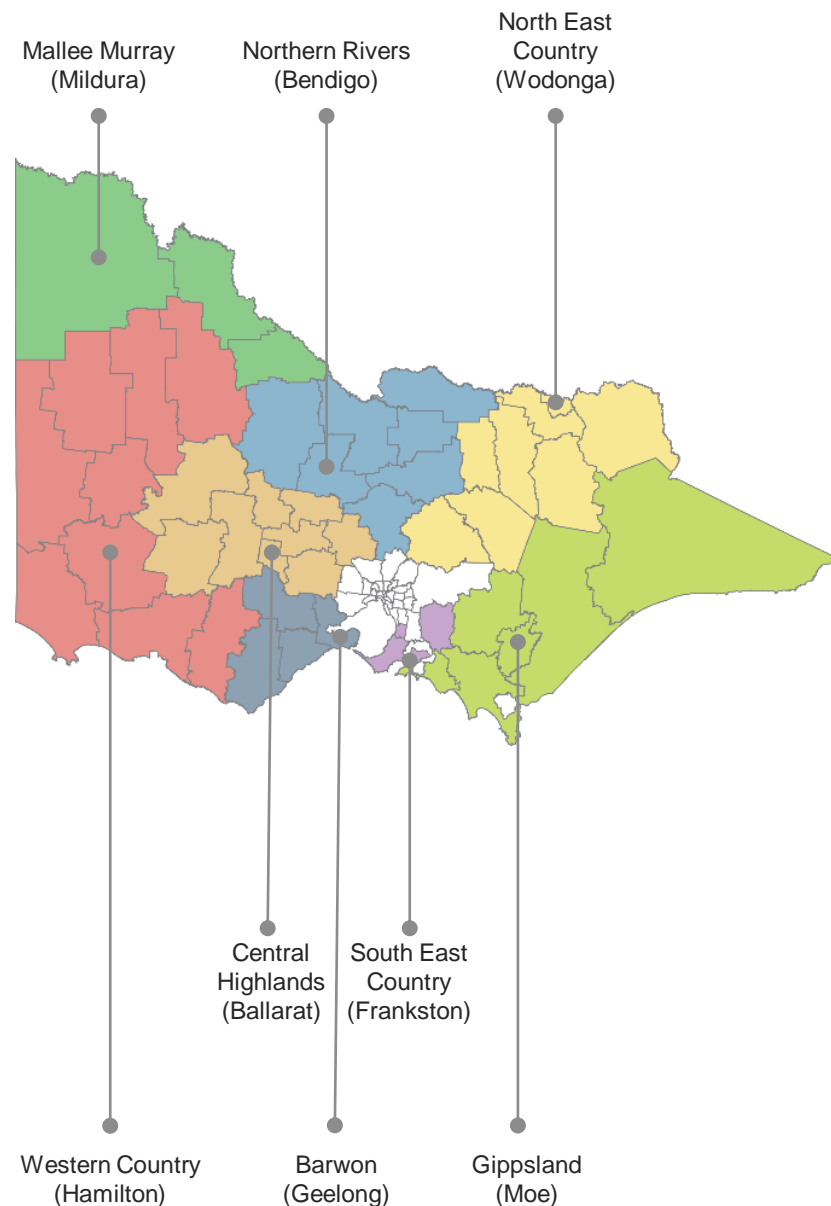 Mallee Murray
(Mildura)
Northern Rivers
(Bendigo)
North East
Country
(Wodonga)
Central
Highlands
(Ballarat)
South East
Country
(Frankston)
Western Country
(Hamilton)
Barwon
(Geelong)
Gippsland
(Moe)